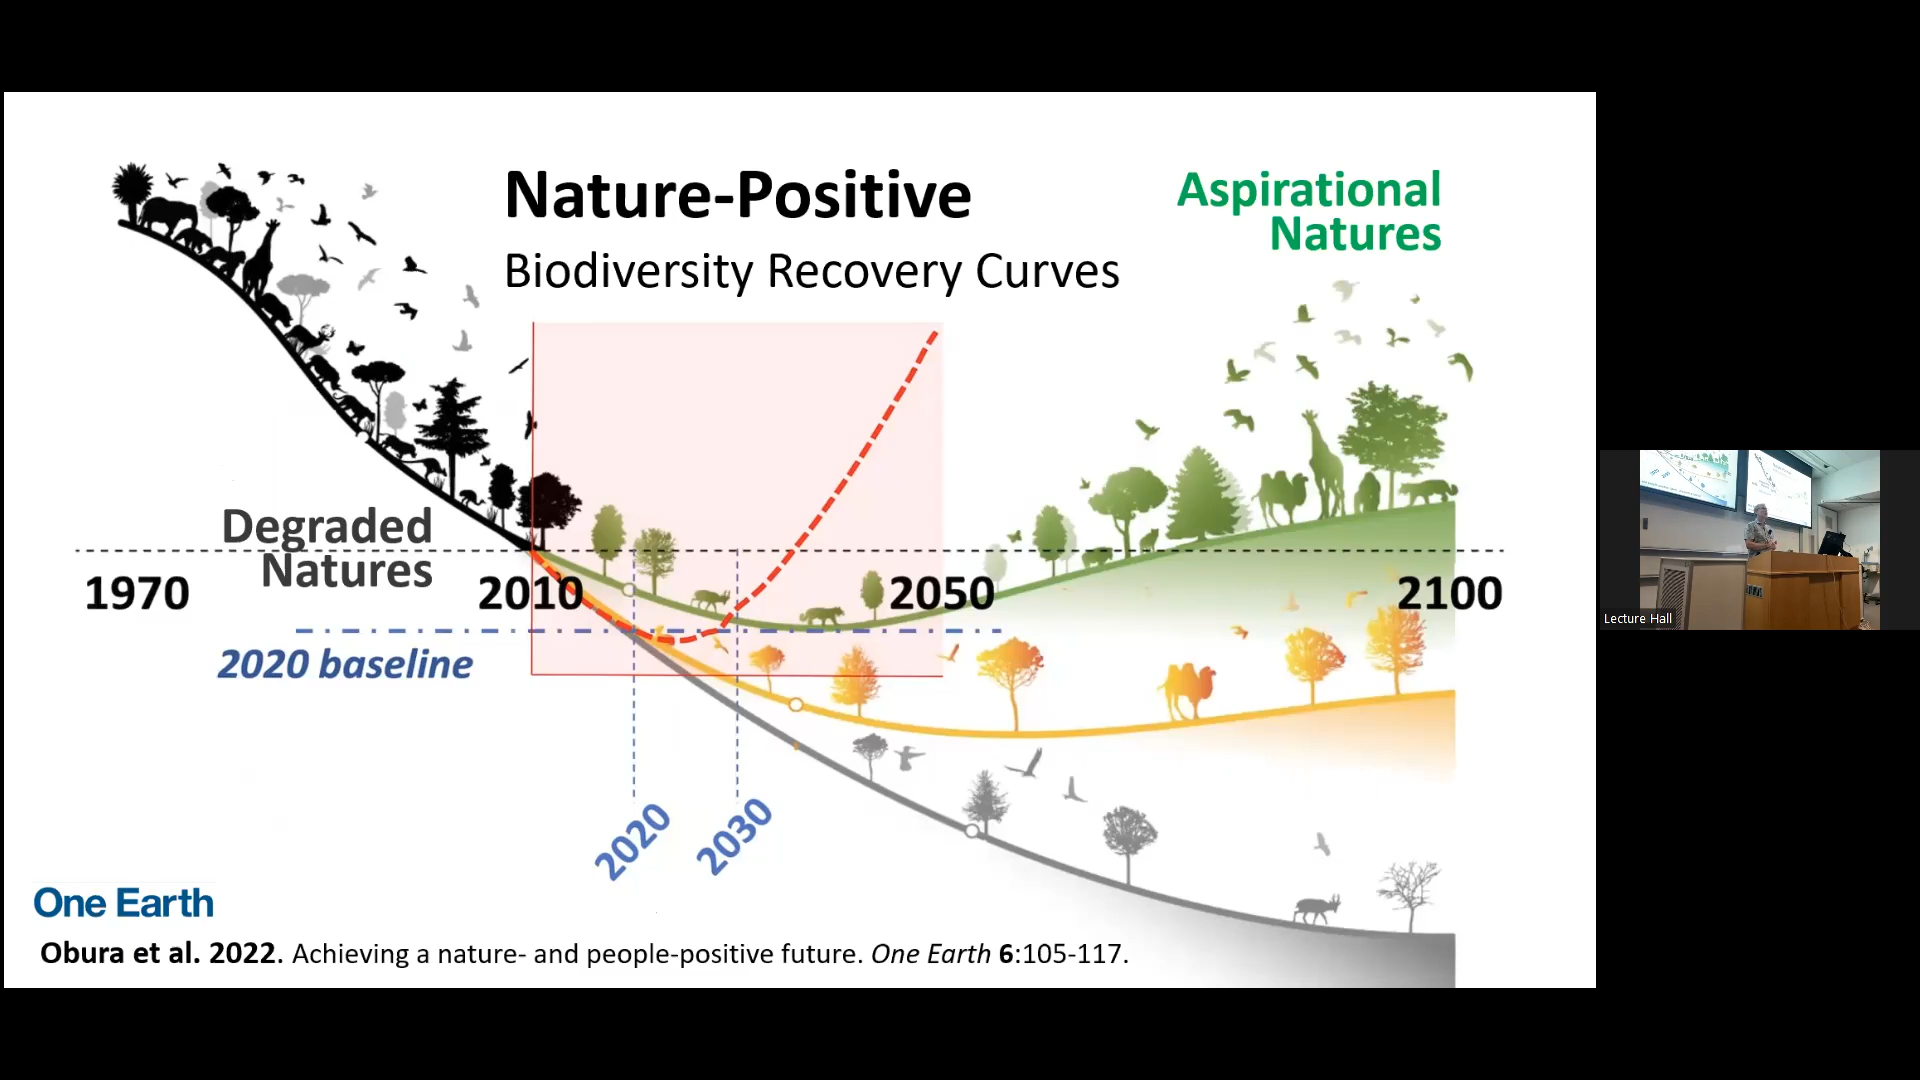 Nature-Positive
Biodiversity Recovery Curves
Aspirational
Natures
Degraded
Natures
1970
2010
2050
2100
2020 baseline
2020
2030
One Earth
Obura et al. 2022. Achieving a nature- and people-positive future. One Earth 6:105-117.
Lecture Hall